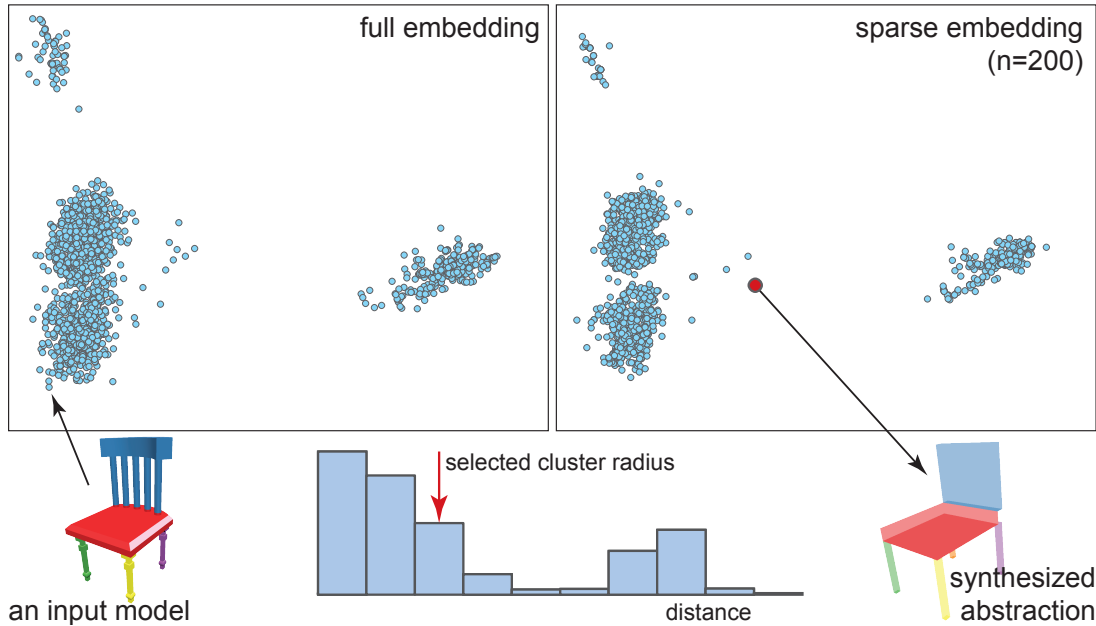 full embedding
sparse embedding
(n=200)
selected cluster radius
an input model
distance
synthesized
abstraction